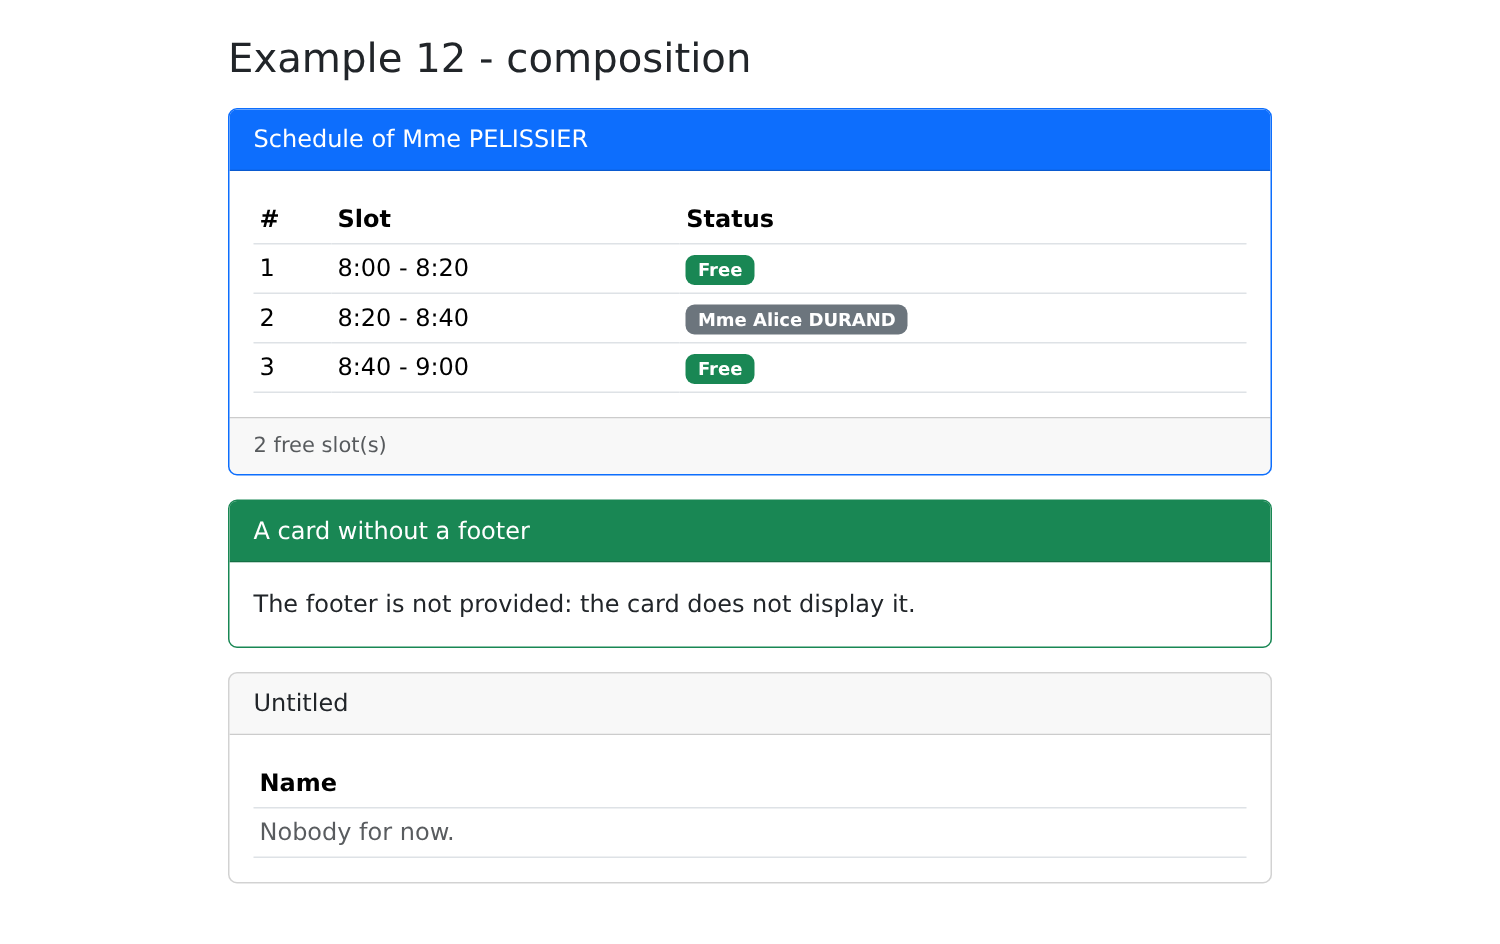 Example 12 - composition
Schedule of Mme PELISSIER
# Slot Status
1 8:00 - 8:20 Free
2 8:20 - 8:40 Mme Alice DURAND
3 8:40 - 9:00 Free
2 free slot(s)
A card without a footer
The footer is not provided: the card does not display it.
Untitled
Name
Nobody for now.